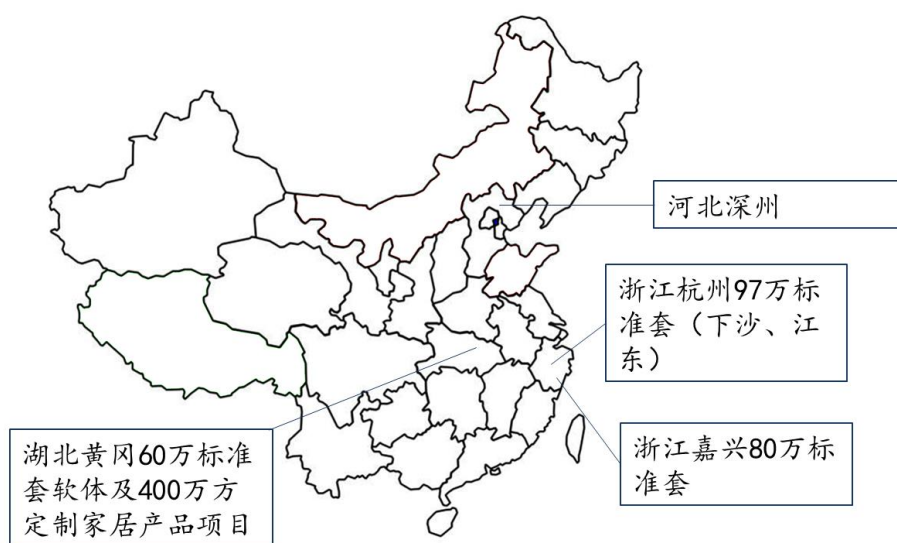 河北深州
浙江杭州97万标
准套（下沙、江
东）
浙江嘉兴80万标
准套
湖北黄冈60万标准
套软体及400万方
定制家居产品项目